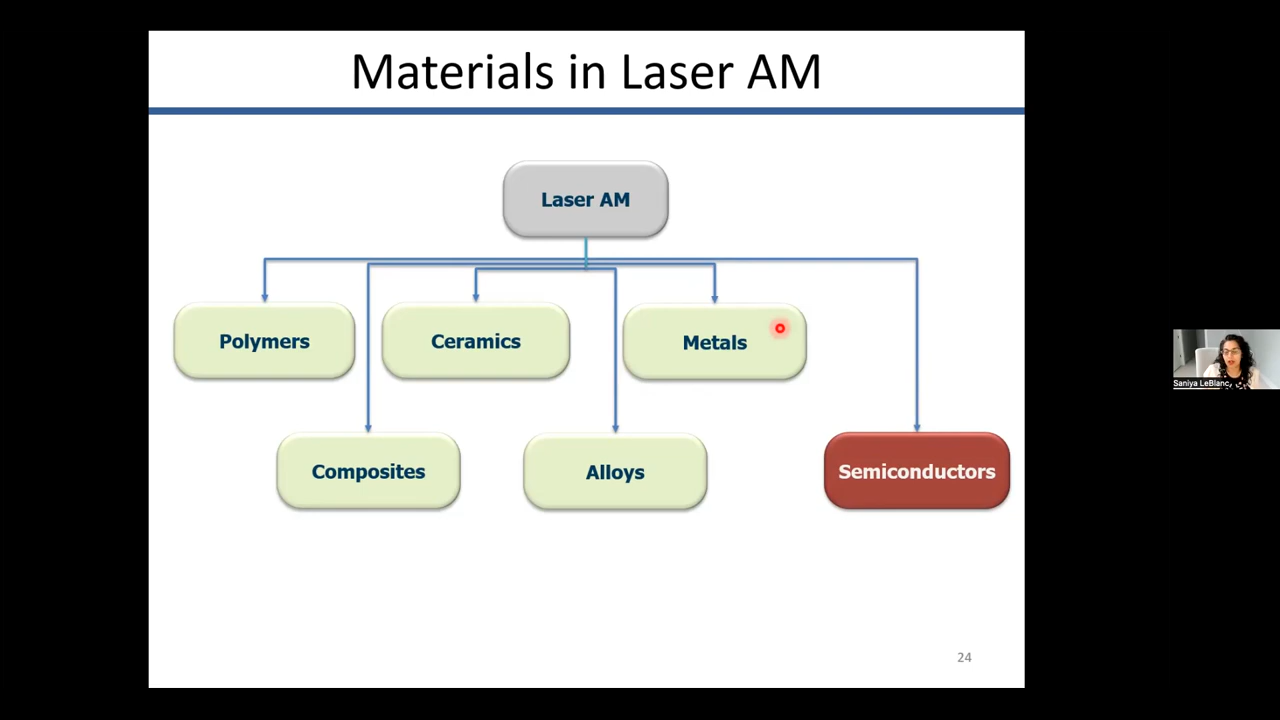 Materials in Laser AM
Laser AM
Polymers
Ceramics
Metals
Composites
Alloys
Semiconductors
Saniya LeBlanc
24